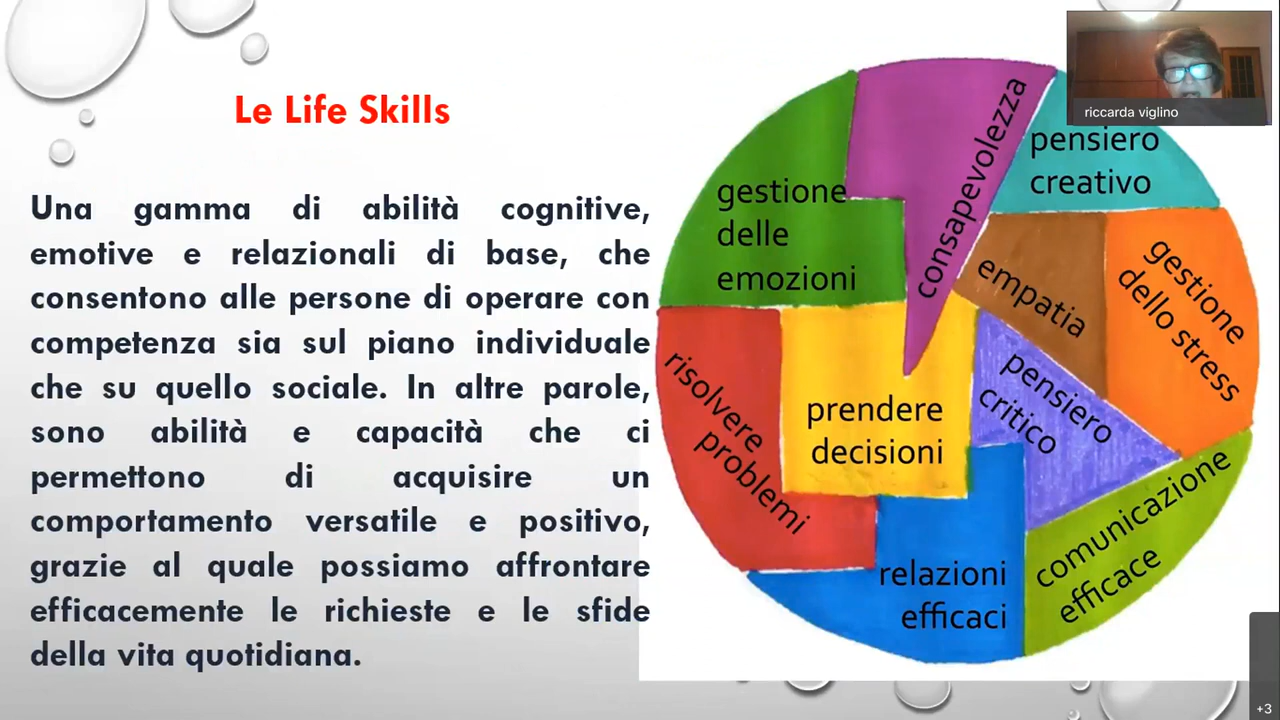 Le Life Skills
Una gamma di abilità cognitive,
emotive e relazionali di base, che
consentono alle persone di operare con
competenza sia sul piano individuale
che su quello sociale. In altre parole,
sono abilità e capacità che ci
permettono di acquisire un
comportamento versatile e positivo,
grazie al quale possiamo affrontare
efficacemente le richieste e le sfide
della vita quotidiana.
riccarda viglino
consapevolezza
pensiero
creativo
gestione
delle
emozioni
empatia
gestione
dello stress
risolvere
problemi
prendere
decisioni
pensiero
critico
comunicazione
efficace
relazioni
efficaci
+3